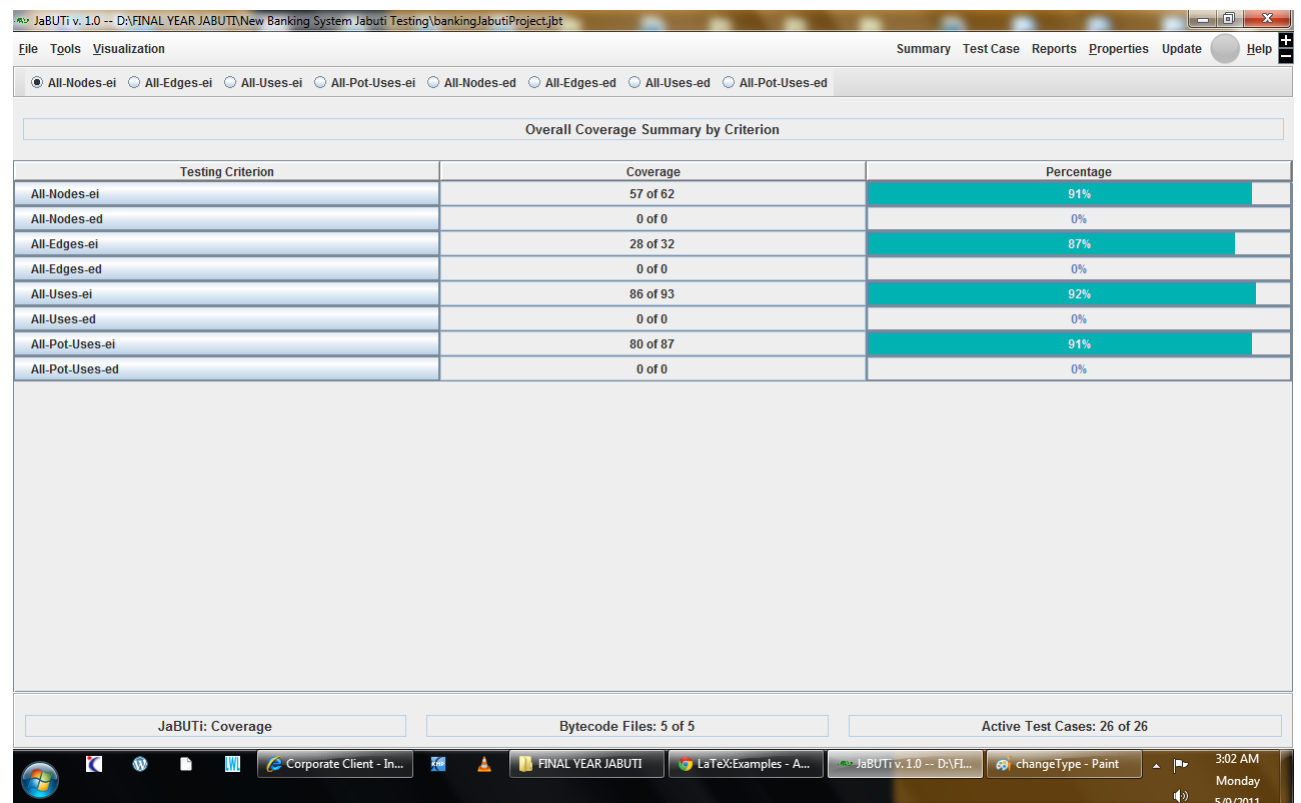 JaBUTi v. 1.0 -- D:\FINAL YEAR JABUTI\New Banking System Jabuti Testing\bankingJabutiProject.jbt
File Tools Visualization Summary Test Case Reports Properties Update Help
All-Nodes-ei All-Edges-ei All-Uses-ei All-Pot-Uses-ei All-Nodes-ed All-Edges-ed All-Uses-ed All-Pot-Uses-ed
Overall Coverage Summary by Criterion
Testing Criterion Coverage Percentage
All-Nodes-ei 57 of 62 91%
All-Nodes-ed 0 of 0 0%
All-Edges-ei 28 of 32 87%
All-Edges-ed 0 of 0 0%
All-Uses-ei 86 of 93 92%
All-Uses-ed 0 of 0 0%
All-Pot-Uses-ei 80 of 87 91%
All-Pot-Uses-ed 0 of 0 0%
JaBUTi: Coverage Bytecode Files: 5 of 5 Active Test Cases: 26 of 26
Corporate Client - In... FINAL YEAR JABUTI LaTeX:Examples - A... JaBUTi v. 1.0 -- D:\FI... changeType - Paint 3:02 AM
Monday
5/9/2011